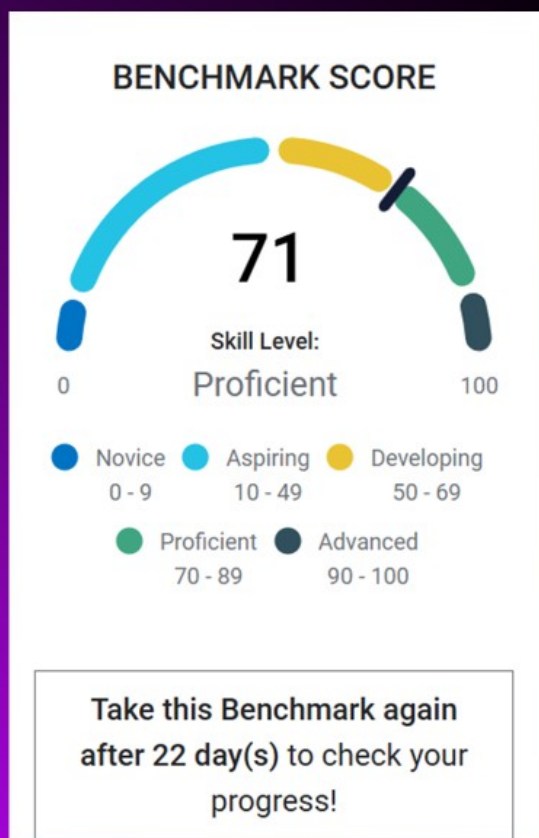 BENCHMARK SCORE
71
Skill Level:
Proficient
0
100
Novice
0 - 9
Aspiring
10 - 49
Developing
50 - 69
Proficient
70 - 89
Advanced
90 - 100
Take this Benchmark again
after 22 day(s) to check your
progress!